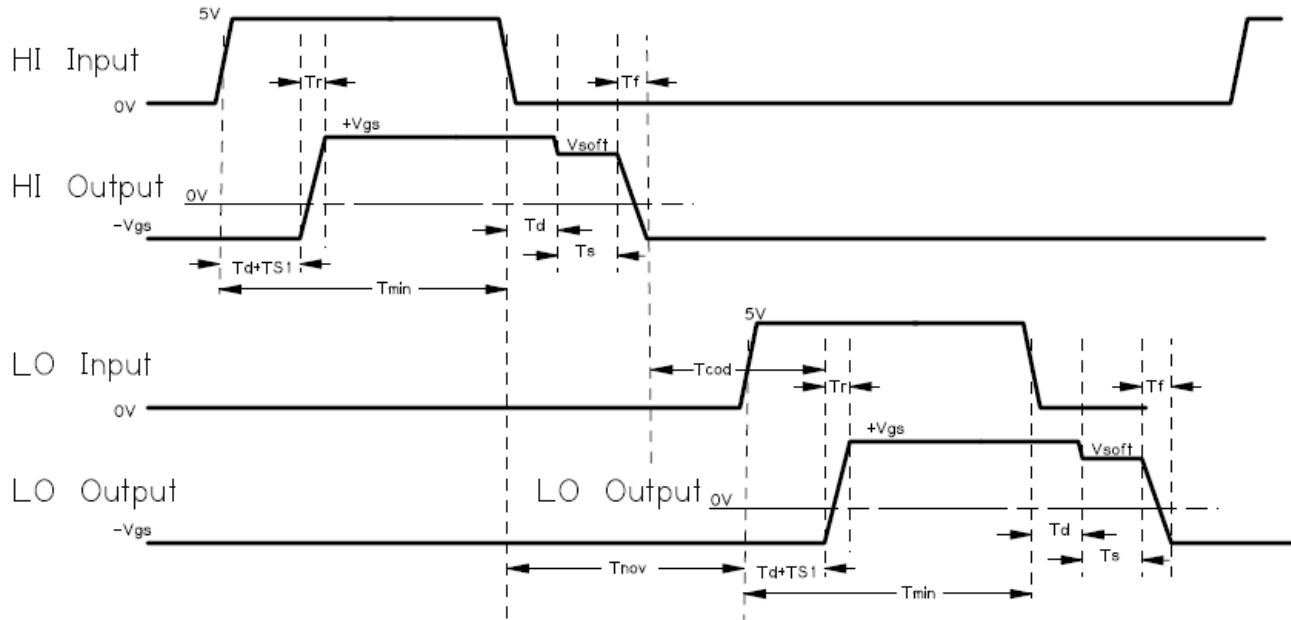 5V
HI Input
Tr
Tf
0V
+Vgs
Vsoft
HI Output
0V
-Vgs
Td
Ts
Td+TS1
Tmin
5V
LO Input
Tcod
Tr
Tf
0V
+Vgs
Vsoft
LO Output
LO Output
0V
-Vgs
Td
Ts
Tnov
Td+TS1
Tmin